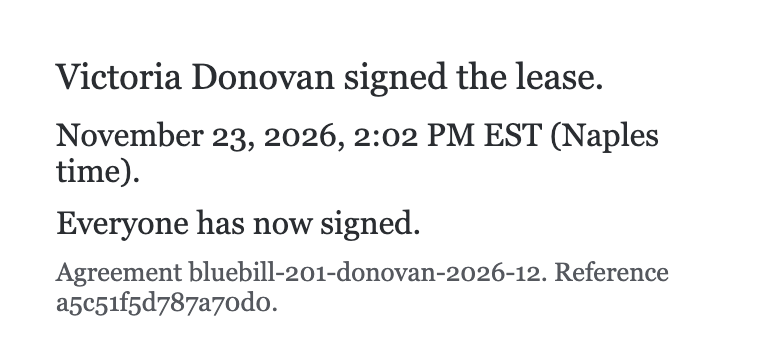 Victoria Donovan signed the lease.
November 23, 2026, 2:02 PM EST (Naples
time).
Everyone has now signed.
Agreement bluebill-201-donovan-2026-12. Reference
a5c51f5d787a70d0.